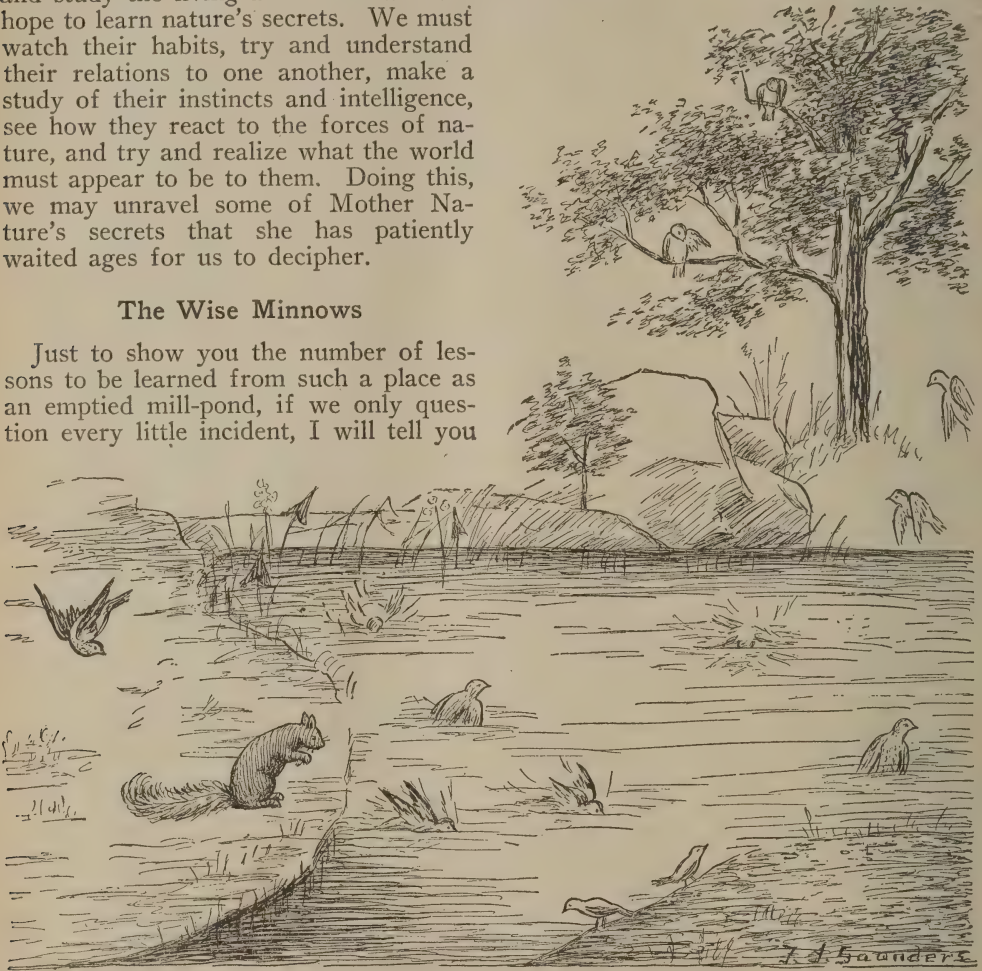 and study the living
hope to learn nature's secrets. We must
watch their habits, try and understand
their relations to one another, make a
study of their instincts and intelligence,
see how they react to the forces of na-
ture, and try and realize what the world
must appear to be to them. Doing this,
we may unravel some of Mother Na-
ture's secrets that she has patiently
waited ages for us to decipher.
The Wise Minnows
Just to show you the number of les-
sons to be learned from such a place as
an emptied mill-pond, if we only ques-
tion every little incident, I will tell you
Saunders